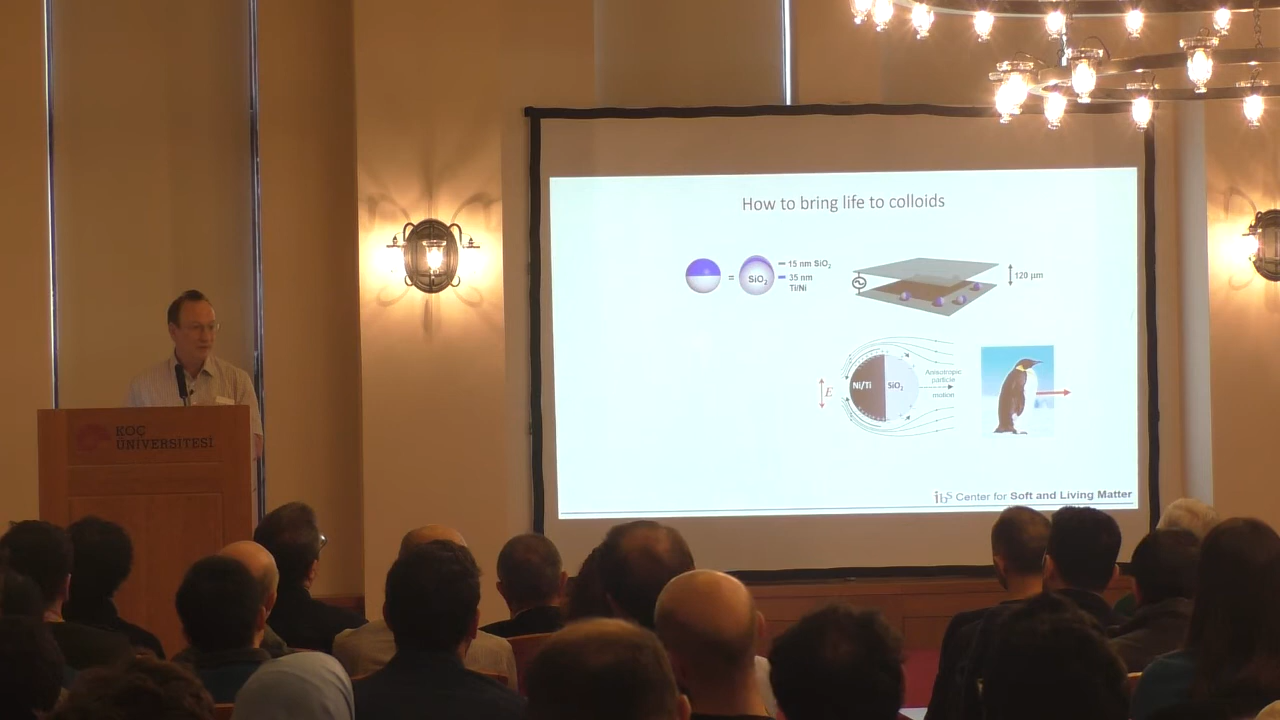 How to bring life to colloids
= SiO₂
15 nm SiO₂
35 nm
Ti/Ni
120 μm
E
Ni/Ti
SiO₂
Anisotropic
particle
motion
ibs Center for Soft and Living Matter
KOÇ
ÜNİVERSİTESİ